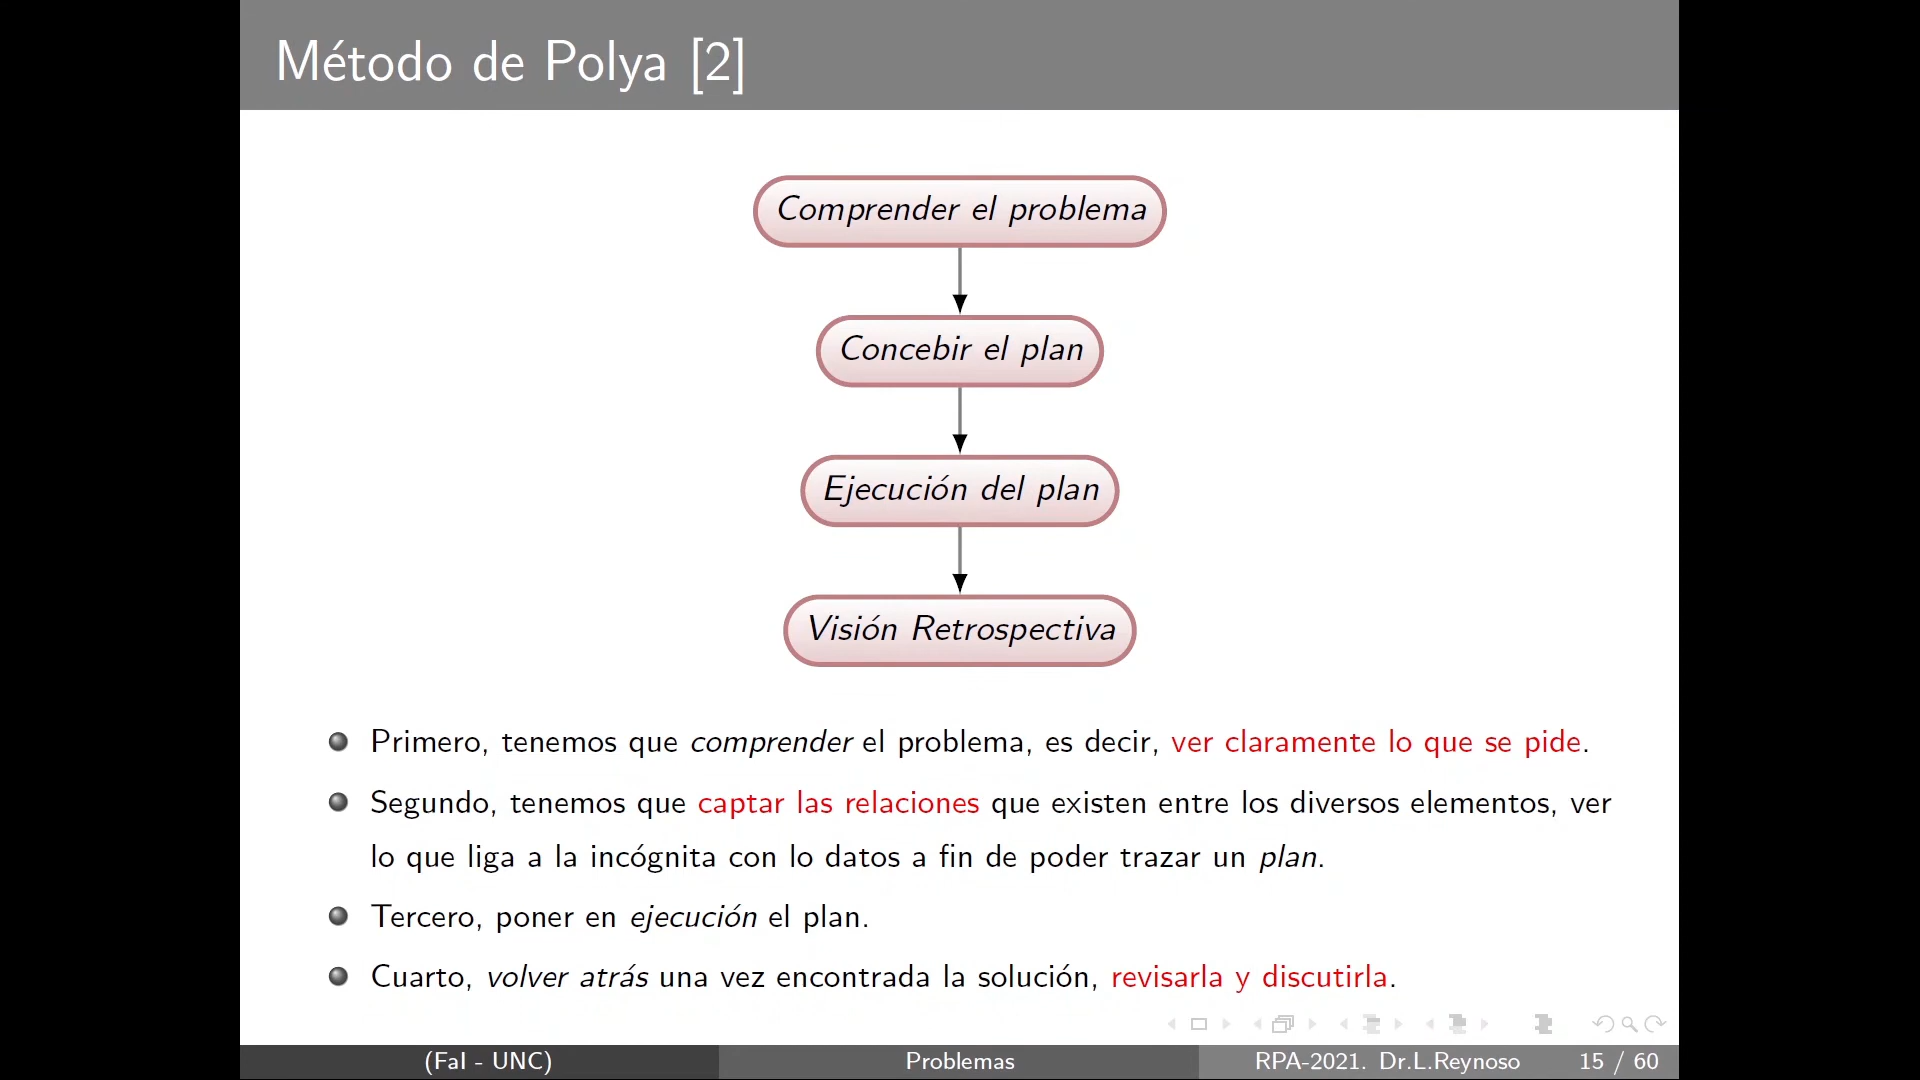 Método de Polya [2]
Comprender el problema
Concebir el plan
Ejecución del plan
Visión Retrospectiva
Primero, tenemos que comprender el problema, es decir, ver claramente lo que se pide.
Segundo, tenemos que captar las relaciones que existen entre los diversos elementos, ver
lo que liga a la incógnita con lo datos a fin de poder trazar un plan.
Tercero, poner en ejecución el plan.
Cuarto, volver atrás una vez encontrada la solución, revisarla y discutirla.
(FaI - UNC)
Problemas
RPA-2021. Dr.L.Reynoso
15 / 60